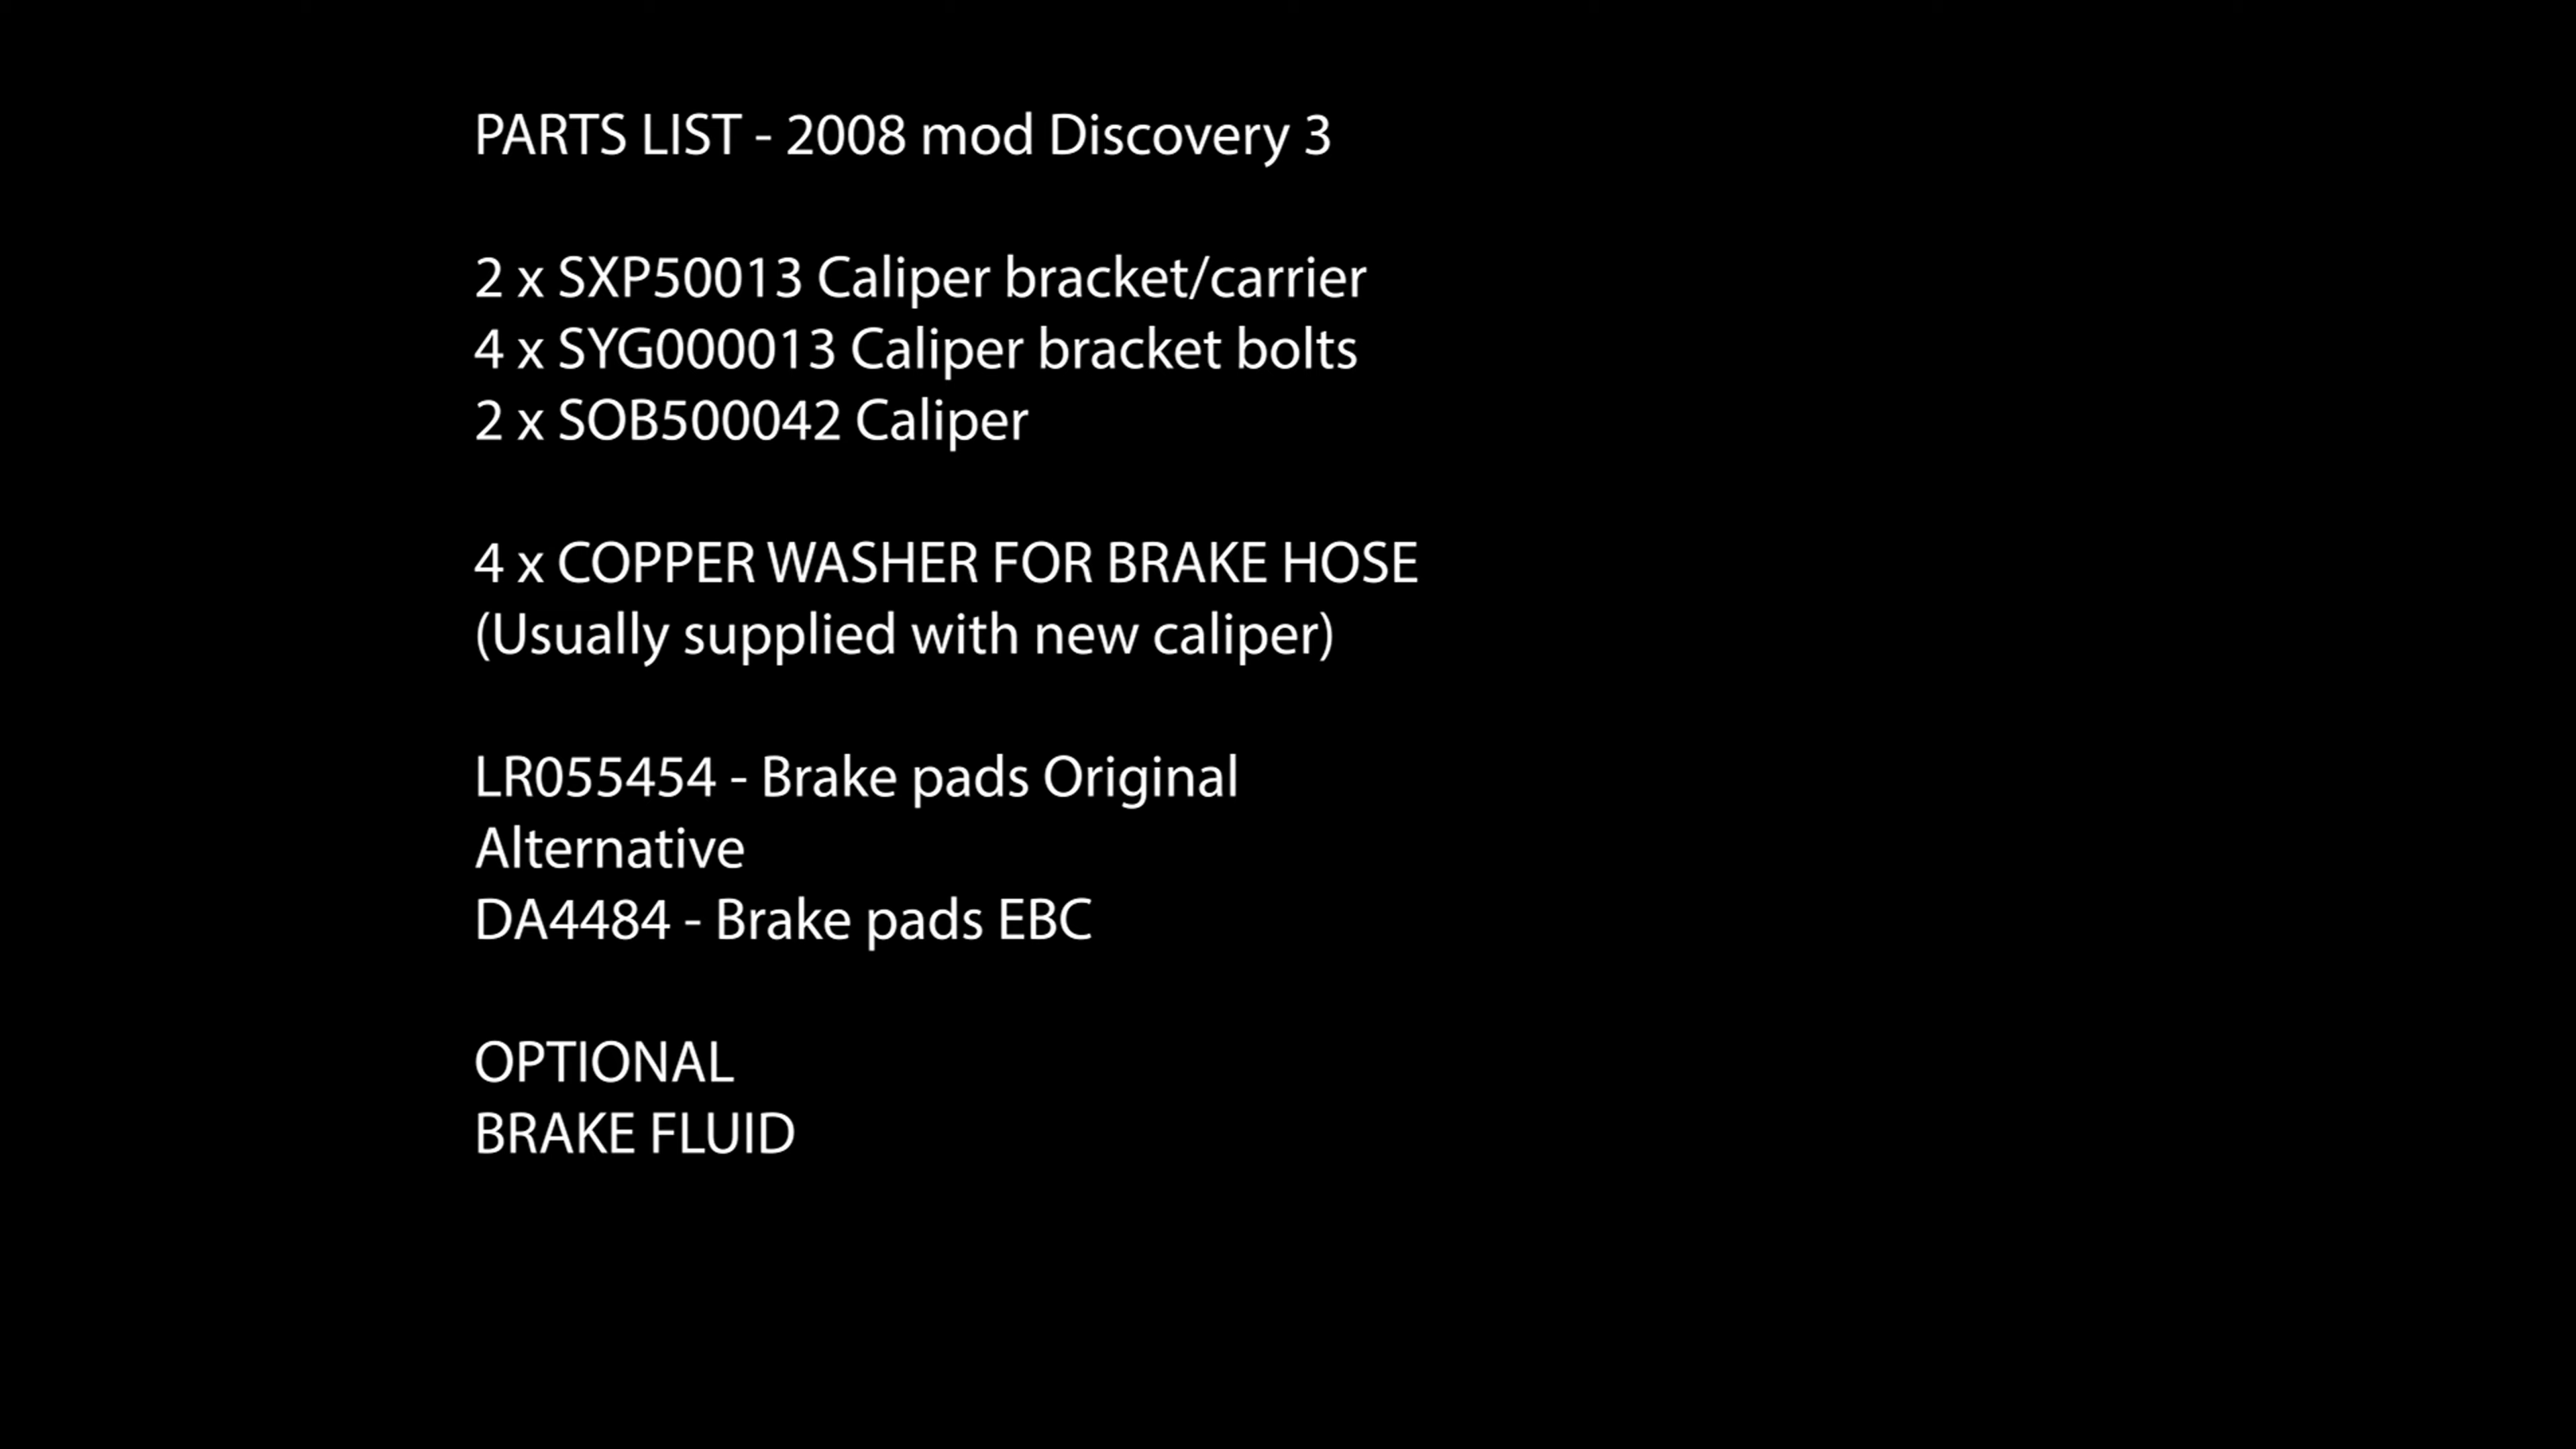 PARTS LIST - 2008 mod Discovery 3
2 x SXP50013 Caliper bracket/carrier
4 x SYG000013 Caliper bracket bolts
2 x SOB500042 Caliper
4 x COPPER WASHER FOR BRAKE HOSE
(Usually supplied with new caliper)
LR055454 - Brake pads Original
Alternative
DA4484 - Brake pads EBC
OPTIONAL
BRAKE FLUID